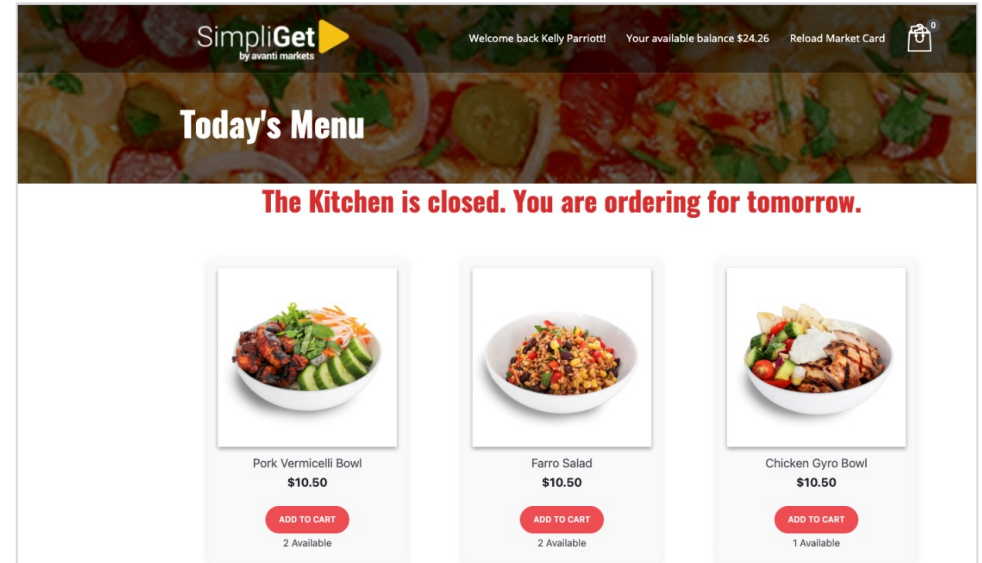 SimpliGet
by avanti markets
Welcome back Kelly Parriott! Your available balance $24.26 Reload Market Card 0
Today's Menu
The Kitchen is closed. You are ordering for tomorrow.
Pork Vermicelli Bowl
$10.50
ADD TO CART
2 Available
Farro Salad
$10.50
ADD TO CART
2 Available
Chicken Gyro Bowl
$10.50
ADD TO CART
1 Available